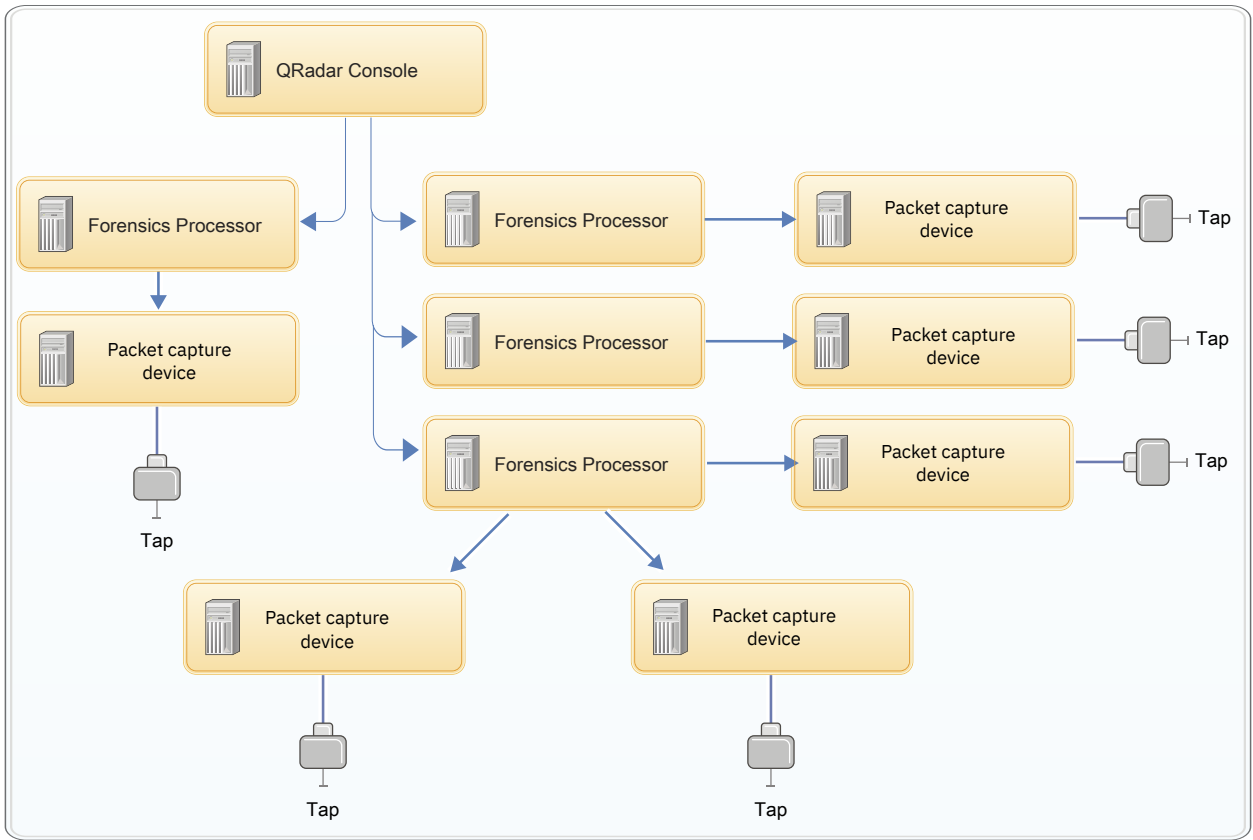 QRadar Console
Forensics Processor
Packet capture
device
Tap
Forensics Processor
Packet capture
device
Tap
Forensics Processor
Packet capture
device
Tap
Forensics Processor
Packet capture
device
Tap
Packet capture
device
Tap
Packet capture
device
Tap